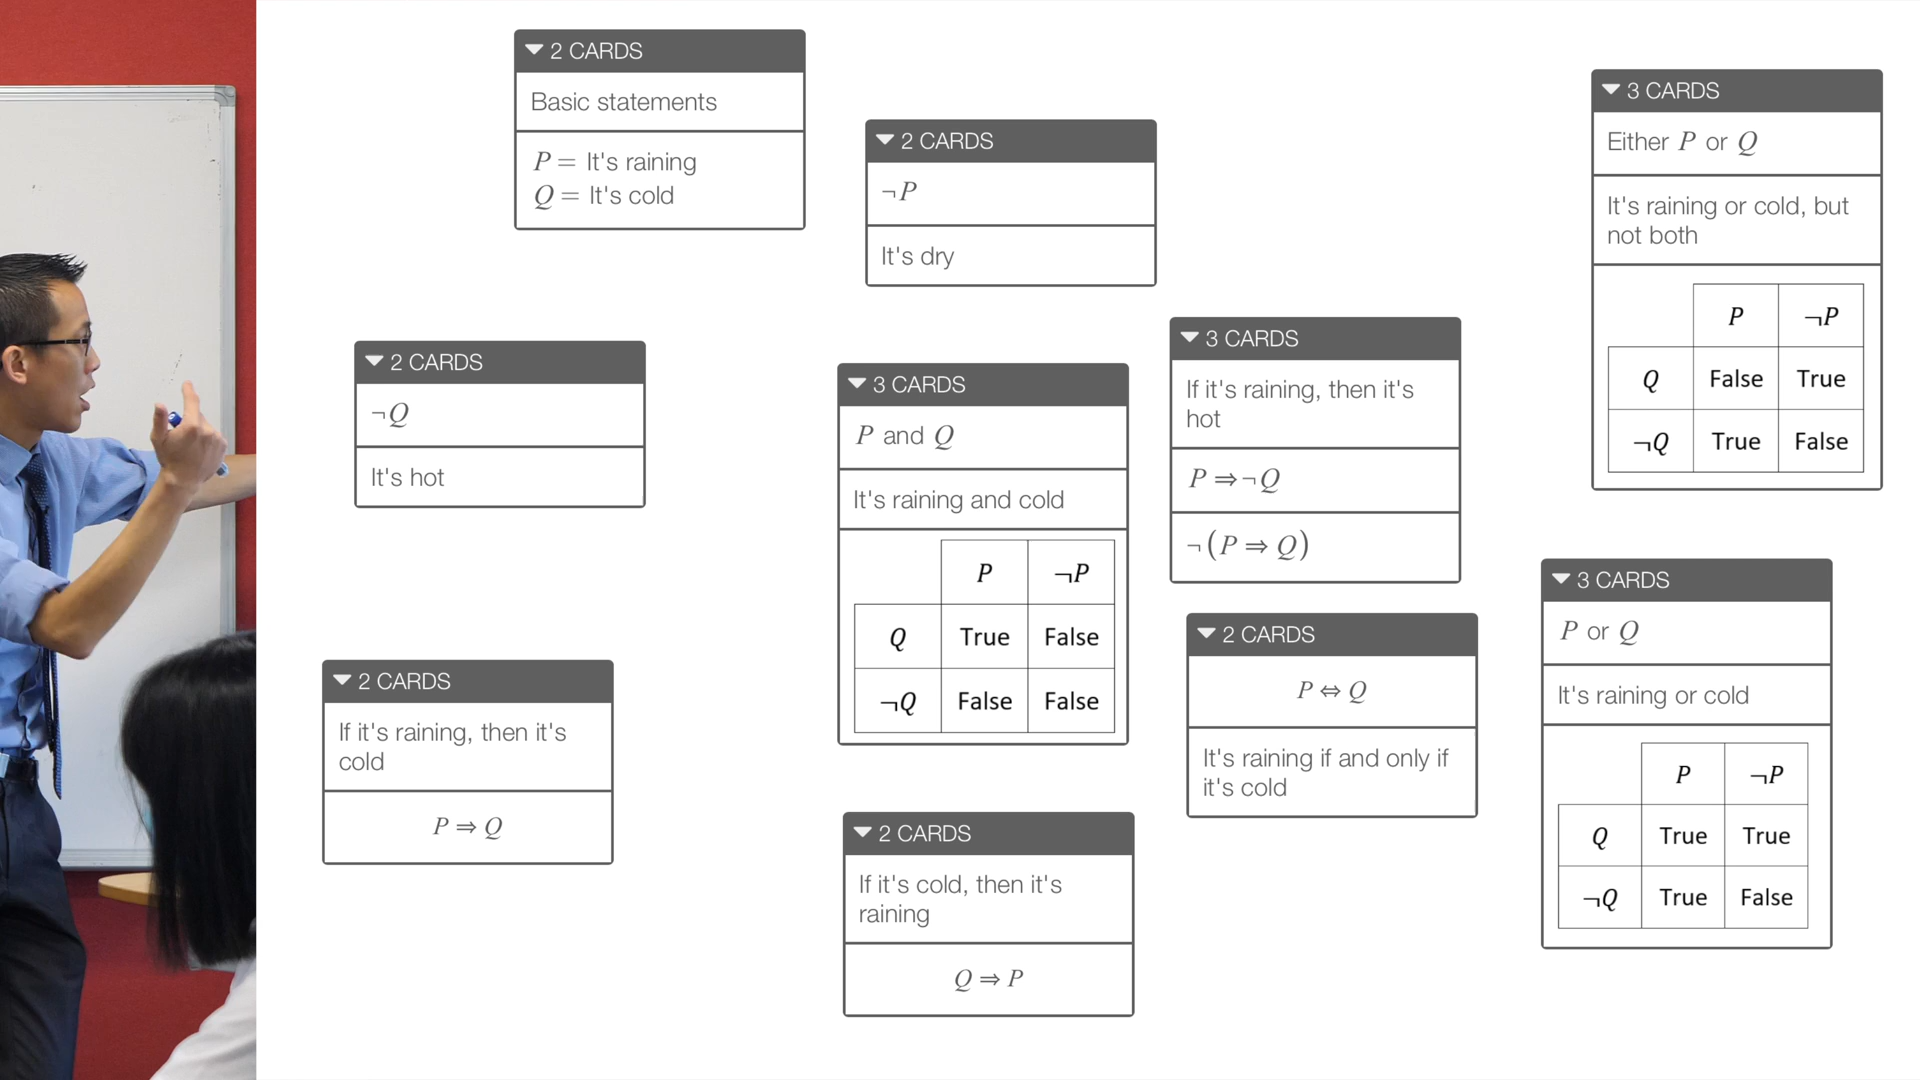 2 CARDS
Basic statements
P = It's raining
Q = It's cold
2 CARDS
¬P
It's dry
3 CARDS
Either P or Q
It's raining or cold, but
not both
P ¬P
Q False True
¬Q True False
2 CARDS
¬Q
It's hot
3 CARDS
P and Q
It's raining and cold
P ¬P
Q True False
¬Q False False
3 CARDS
If it's raining, then it's
hot
P ⇒ ¬Q
¬(P ⇒ Q)
2 CARDS
If it's raining, then it's
cold
P ⇒ Q
2 CARDS
P ⇔ Q
It's raining if and only if
it's cold
3 CARDS
P or Q
It's raining or cold
P ¬P
Q True True
¬Q True False
2 CARDS
If it's cold, then it's
raining
Q ⇒ P